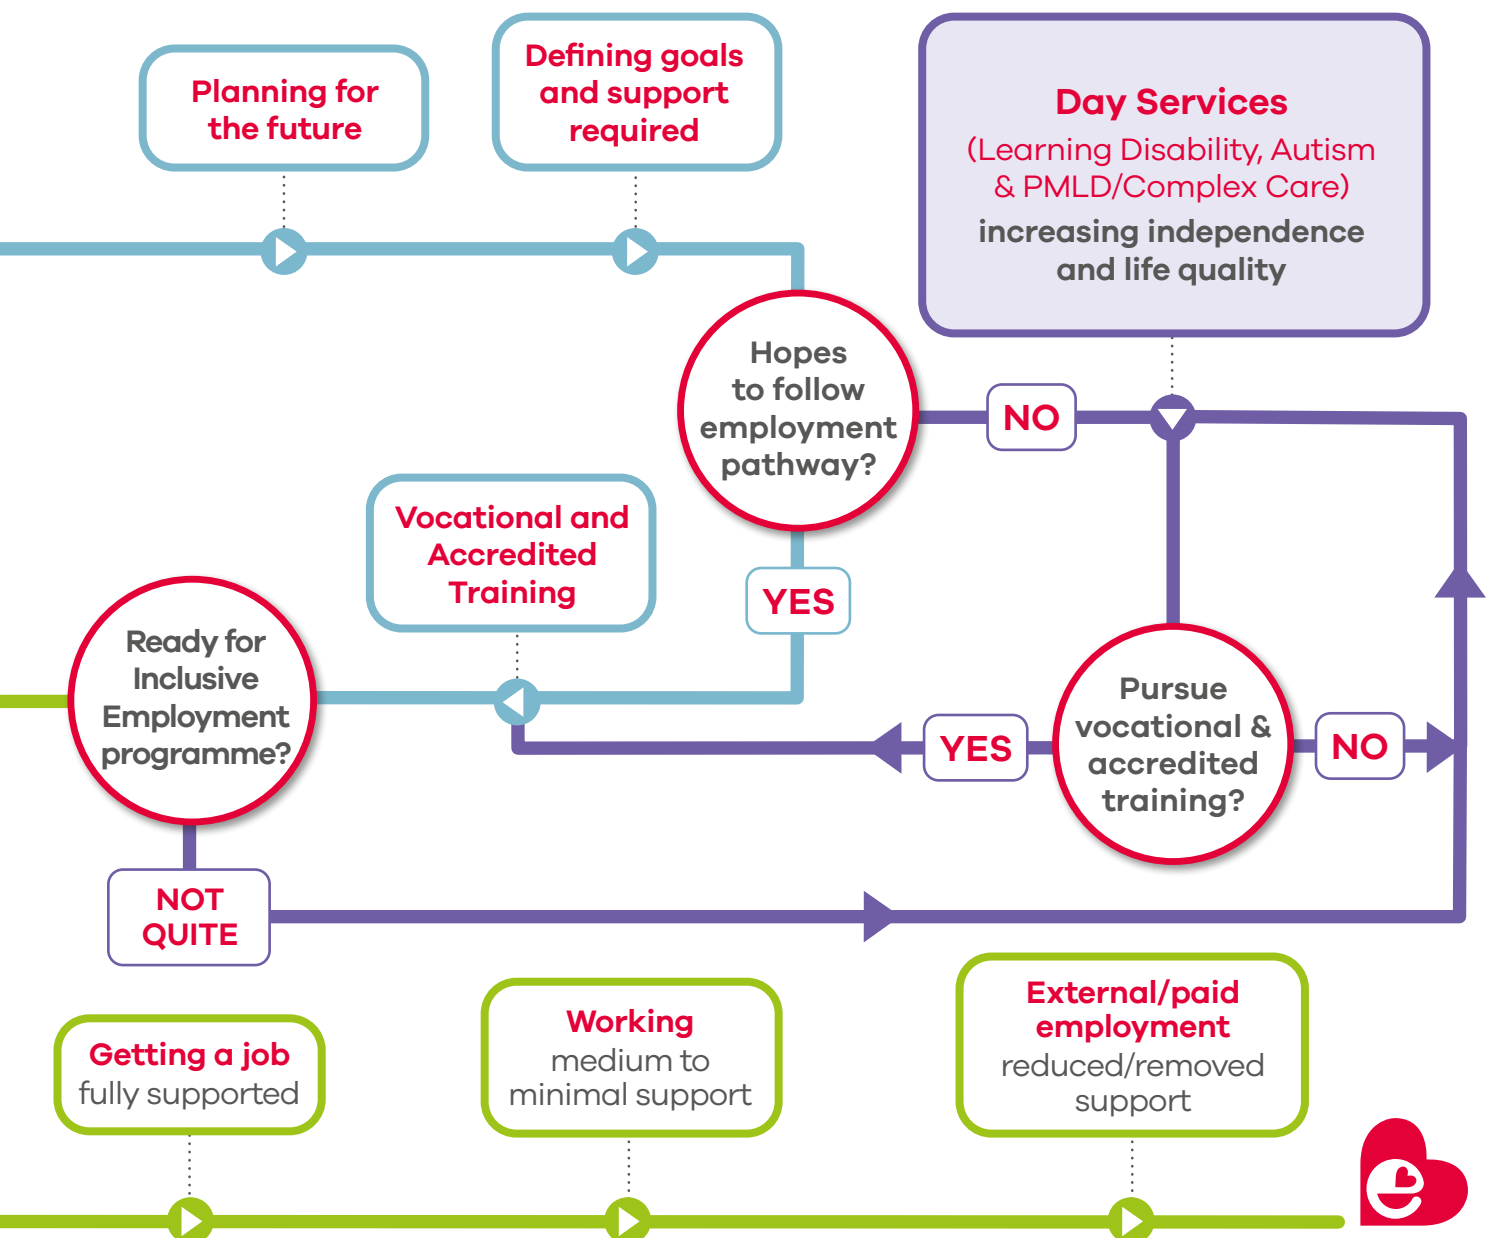 Planning for
the future
Defining goals
and support
required
Day Services
(Learning Disability, Autism
& PMLD/Complex Care)
increasing independence
and life quality
Hopes
to follow
employment
pathway?
NO
YES
Vocational and
Accredited
Training
Ready for
Inclusive
Employment
programme?
Pursue
vocational &
accredited
training?
YES
NO
NOT
QUITE
Getting a job
fully supported
Working
medium to
minimal support
External/paid
employment
reduced/removed
support